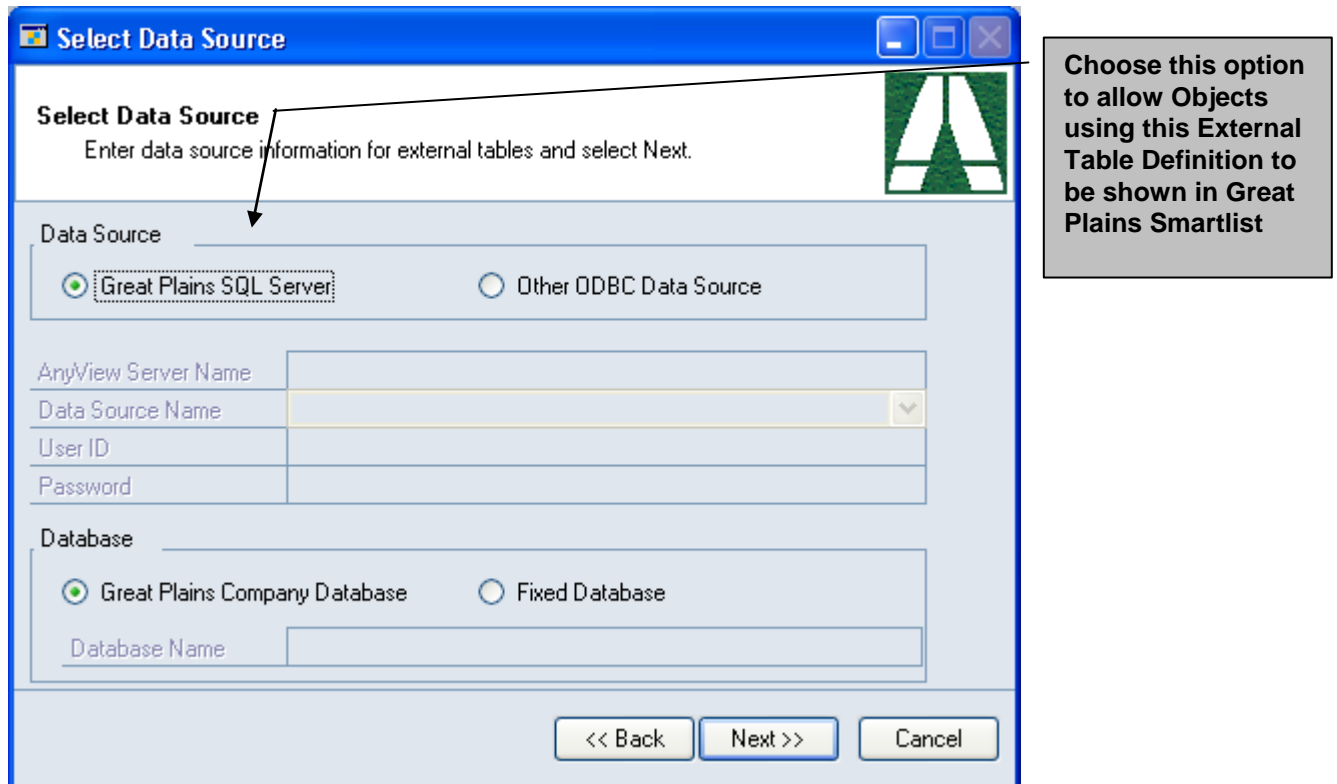 Select Data Source
Select Data Source
Enter data source information for external tables and select Next.
Data Source
Great Plains SQL Server
Other ODBC Data Source
AnyView Server Name
Data Source Name
User ID
Password
Database
Great Plains Company Database
Fixed Database
Database Name
<< Back
Next >>
Cancel
Choose this option
to allow Objects
using this External
Table Definition to
be shown in Great
Plains Smartlist